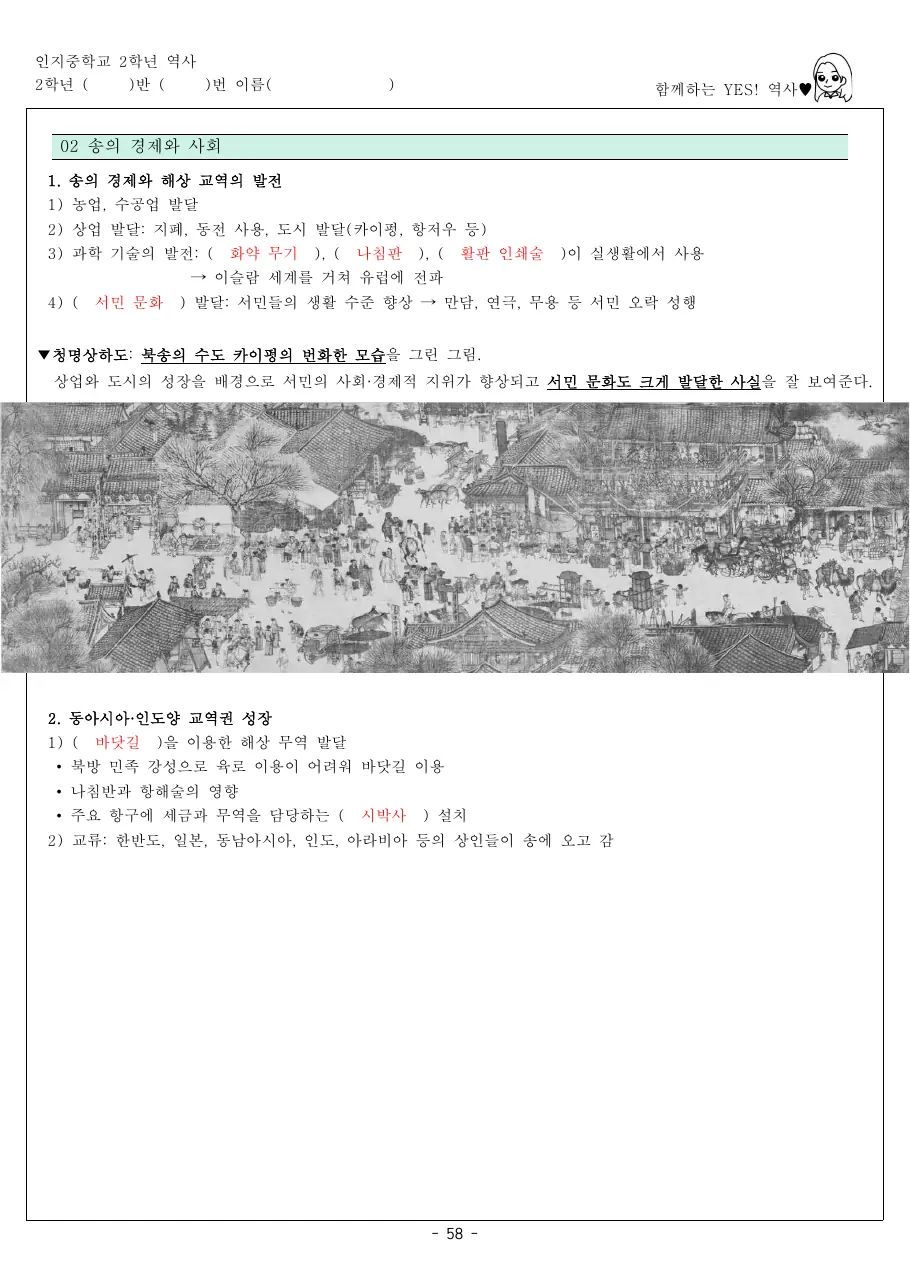 인지중학교 2학년 역사
2학년 (    )반 (    )번 이름(            )
함께하는 YES! 역사♥
02 송의 경제와 사회
1. 송의 경제와 해상 교역의 발전
1) 농업, 수공업 발달
2) 상업 발달: 지폐, 동전 사용, 도시 발달(카이펑, 항저우 등)
3) 과학 기술의 발전: ( 화약 무기 ), ( 나침판 ), ( 활판 인쇄술 )이 실생활에서 사용
→ 이슬람 세계를 거쳐 유럽에 전파
4) ( 서민 문화 ) 발달: 서민들의 생활 수준 향상 → 만담, 연극, 무용 등 서민 오락 성행
▼청명상하도: 북송의 수도 카이펑의 번화한 모습을 그린 그림.
상업와 도시의 성장을 배경으로 서민의 사회·경제적 지위가 향상되고 서민 문화도 크게 발달한 사실을 잘 보여준다.
2. 동아시아·인도양 교역권 성장
1) ( 바닷길 )을 이용한 해상 무역 발달
• 북방 민족 강성으로 육로 이용이 어려워 바닷길 이용
• 나침반과 항해술의 영향
• 주요 항구에 세금과 무역을 담당하는 ( 시박사 ) 설치
2) 교류: 한반도, 일본, 동남아시아, 인도, 아라비아 등의 상인들이 송에 오고 감
- 58 -